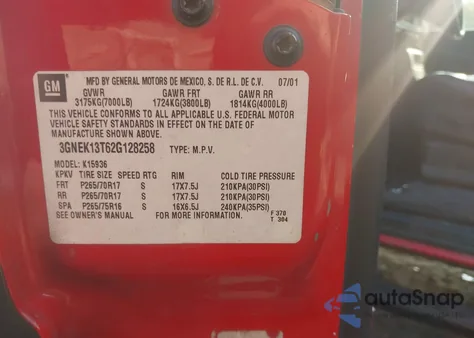 GM
MFD BY GENERAL MOTORS DE MEXICO, S. DE R.L. DE C.V. 07/01
GVWR GAWR FRT GAWR RR
3175KG(7000LB) 1724KG(3800LB) 1814KG(4000LB)
THIS VEHICLE CONFORMS TO ALL APPLICABLE U.S. FEDERAL MOTOR
VEHICLE SAFETY STANDARDS IN EFFECT ON THE DATE OF
MANUFACTURE SHOWN ABOVE.
3GNEK13T62G128258 TYPE: M.P.V.
MODEL: K15936
KPKV TIRE SIZE SPEED RTG RIM COLD TIRE PRESSURE
FRT P265/70R17 S 17X7.5J 210KPA(30PSI)
RR P265/70R17 S 17X7.5J 210KPA(30PSI)
SPA P265/75R16 S 16X6.5J 240KPA(35PSI)
SEE OWNER'S MANUAL FOR MORE INFORMATION. F 370
T 304
autaSnap